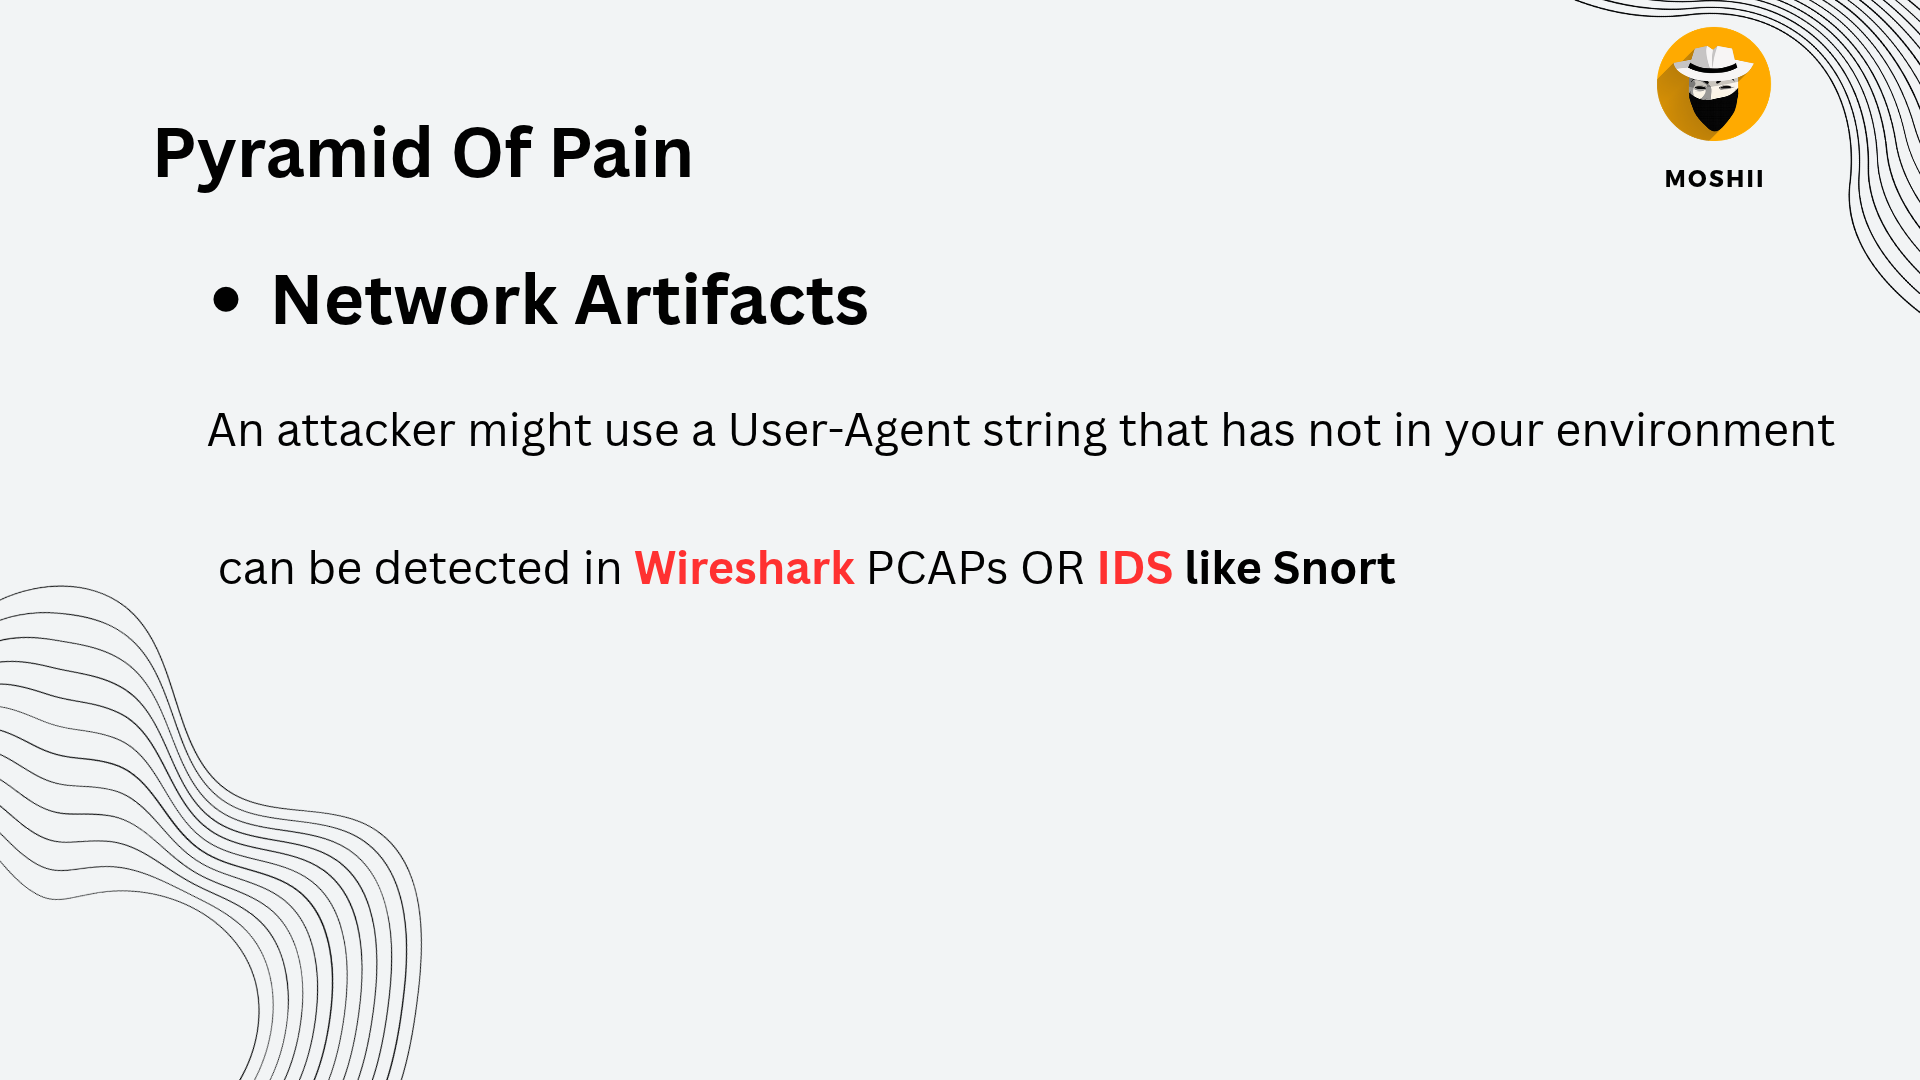 MOSHII
Pyramid Of Pain
• Network Artifacts
An attacker might use a User-Agent string that has not in your environment
can be detected in Wireshark PCAPs OR IDS like Snort